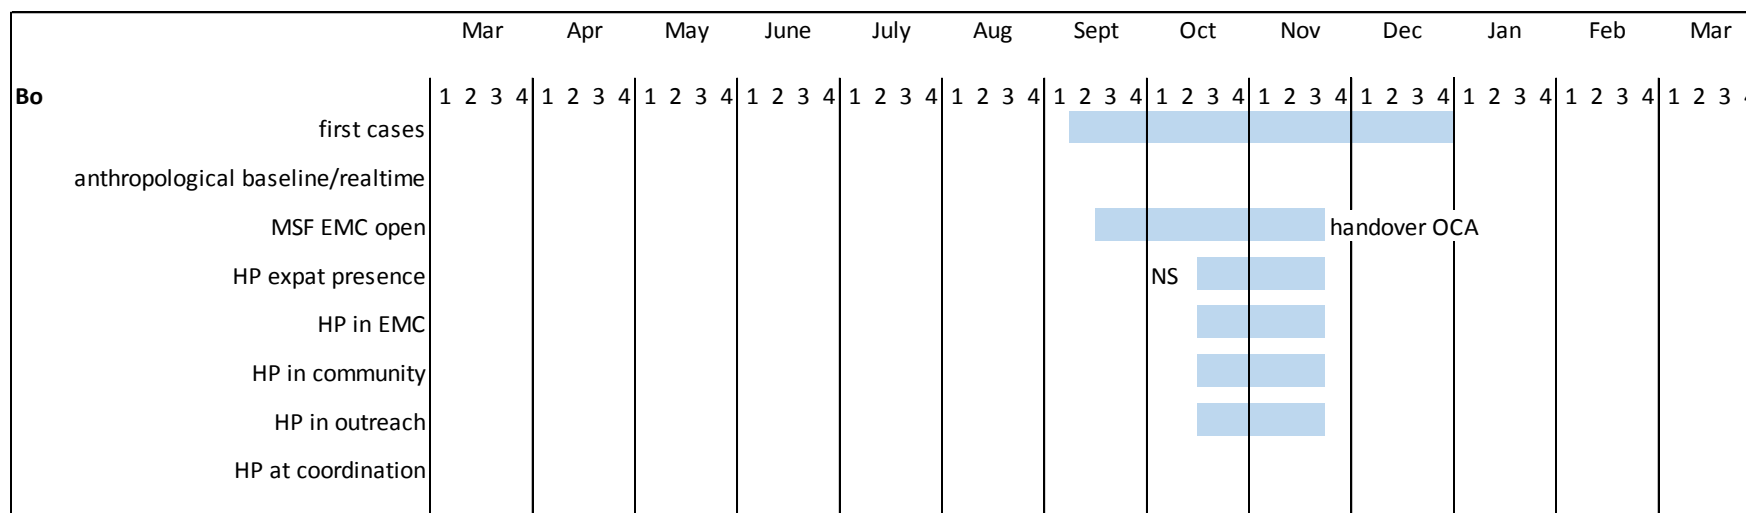 Mar Apr May June July Aug Sept Oct Nov Dec Jan Feb Mar
Bo 1 2 3 4 1 2 3 4 1 2 3 4 1 2 3 4 1 2 3 4 1 2 3 4 1 2 3 4 1 2 3 4 1 2 3 4 1 2 3 4 1 2 3 4 1 2 3 4 1 2 3
first cases
anthropological baseline/realtime
MSF EMC open handover OCA
HP expat presence NS
HP in EMC
HP in community
HP in outreach
HP at coordination